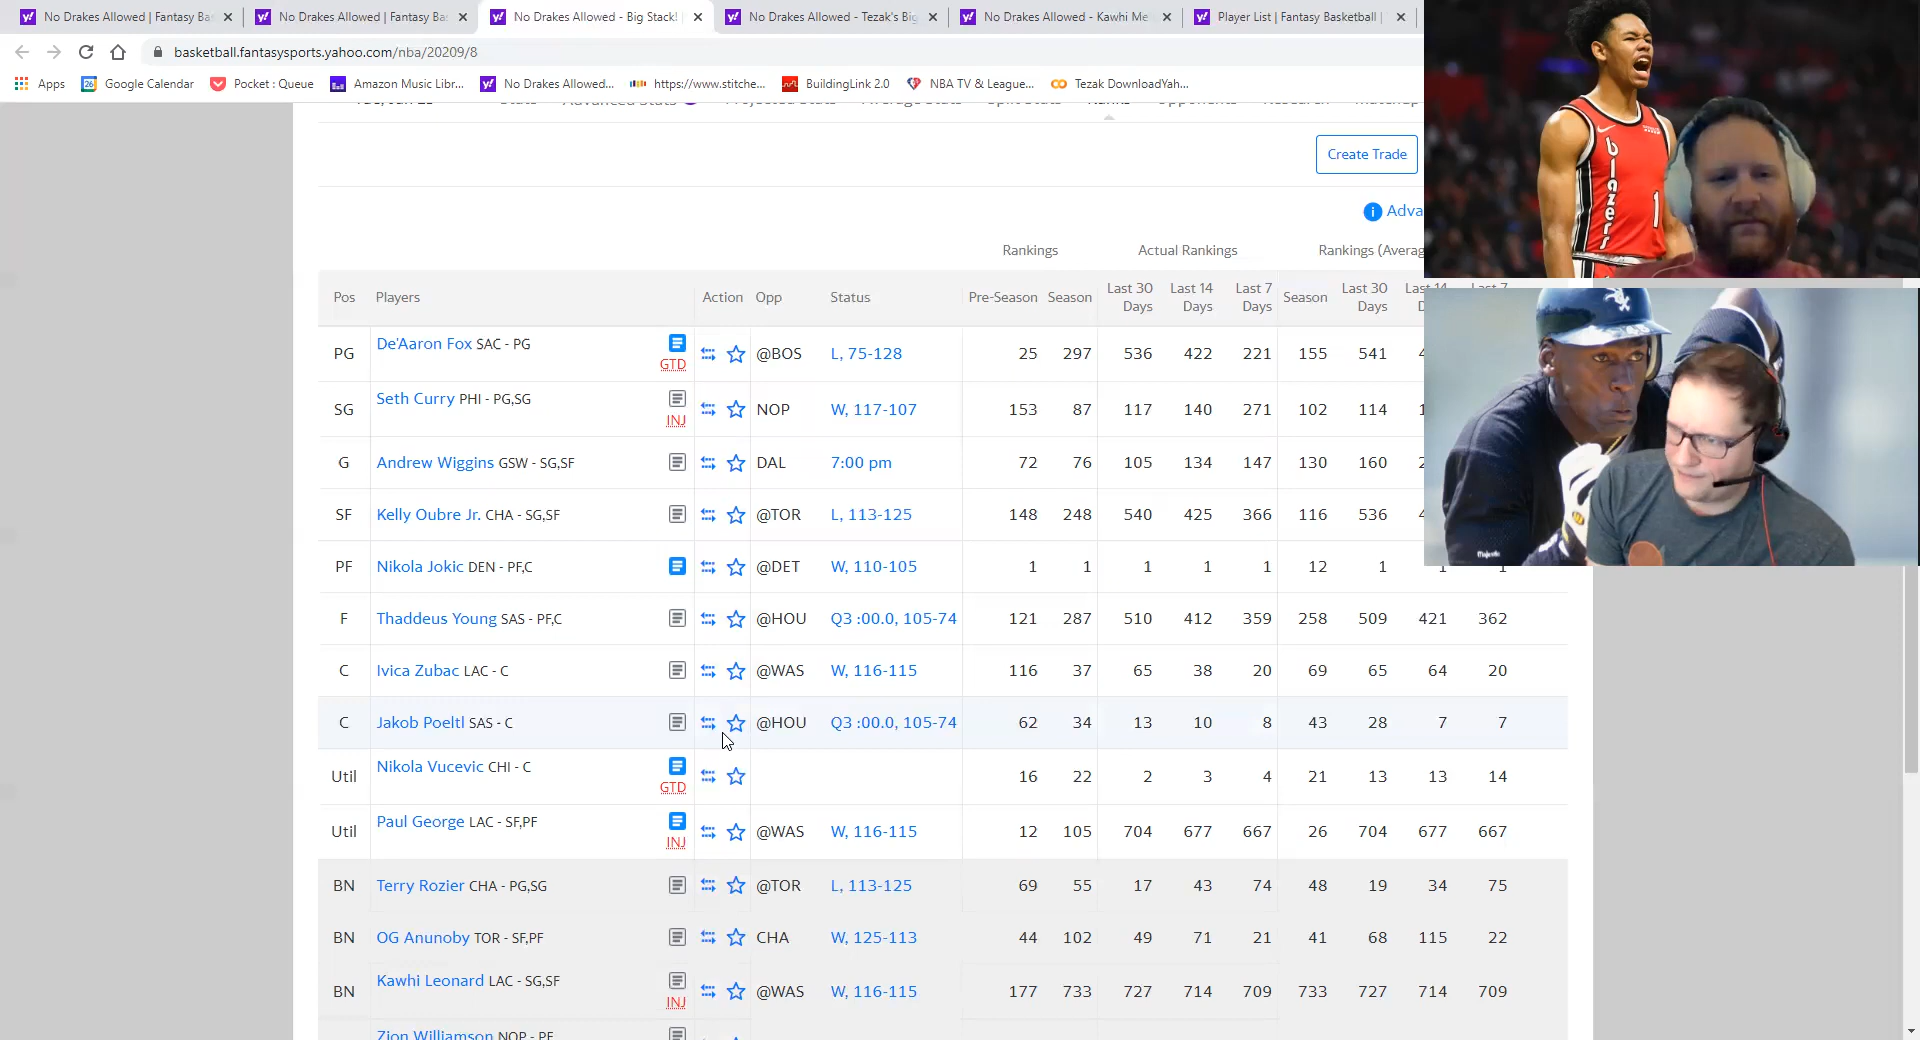 No Drakes Allowed | Fantasy Ba
No Drakes Allowed | Fantasy Ba
No Drakes Allowed - Big Stack!
No Drakes Allowed - Tezak's Big
No Drakes Allowed - Kawhi Me
Player List | Fantasy Basketball |
basketball.fantasysports.yahoo.com/nba/20209/8
Apps
Google Calendar
Pocket : Queue
Amazon Music Libr...
No Drakes Allowed...
https://www.stitche...
BuildingLink 2.0
NBA TV & League...
Tezak DownloadYah...
Create Trade
Adva
Rankings Actual Rankings Rankings (Averag
Pos Players Action Opp Status Pre-Season Season Last 30 Days Last 14 Days Last 7 Days Season Last 30 Days
PG De'Aaron Fox SAC - PG GTD @BOS L, 75-128 25 297 536 422 221 155 541
SG Seth Curry PHI - PG,SG INJ NOP W, 117-107 153 87 117 140 271 102 114
G Andrew Wiggins GSW - SG,SF DAL 7:00 pm 72 76 105 134 147 130 160
SF Kelly Oubre Jr. CHA - SG,SF @TOR L, 113-125 148 248 540 425 366 116 536
PF Nikola Jokic DEN - PF,C @DET W, 110-105 1 1 1 1 1 12 1 1 1
F Thaddeus Young SAS - PF,C @HOU Q3 :00.0, 105-74 121 287 510 412 359 258 509 421 362
C Ivica Zubac LAC - C @WAS W, 116-115 116 37 65 38 20 69 65 64 20
C Jakob Poeltl SAS - C @HOU Q3 :00.0, 105-74 62 34 13 10 8 43 28 7 7
Util Nikola Vucevic CHI - C GTD 16 22 2 3 4 21 13 13 14
Util Paul George LAC - SF,PF INJ @WAS W, 116-115 12 105 704 677 667 26 704 677 667
BN Terry Rozier CHA - PG,SG @TOR L, 113-125 69 55 17 43 74 48 19 34 75
BN OG Anunoby TOR - SF,PF CHA W, 125-113 44 102 49 71 21 41 68 115 22
BN Kawhi Leonard LAC - SG,SF INJ @WAS W, 116-115 177 733 727 714 709 733 727 714 709
Zion Williamson NOP - PF
blazers
1